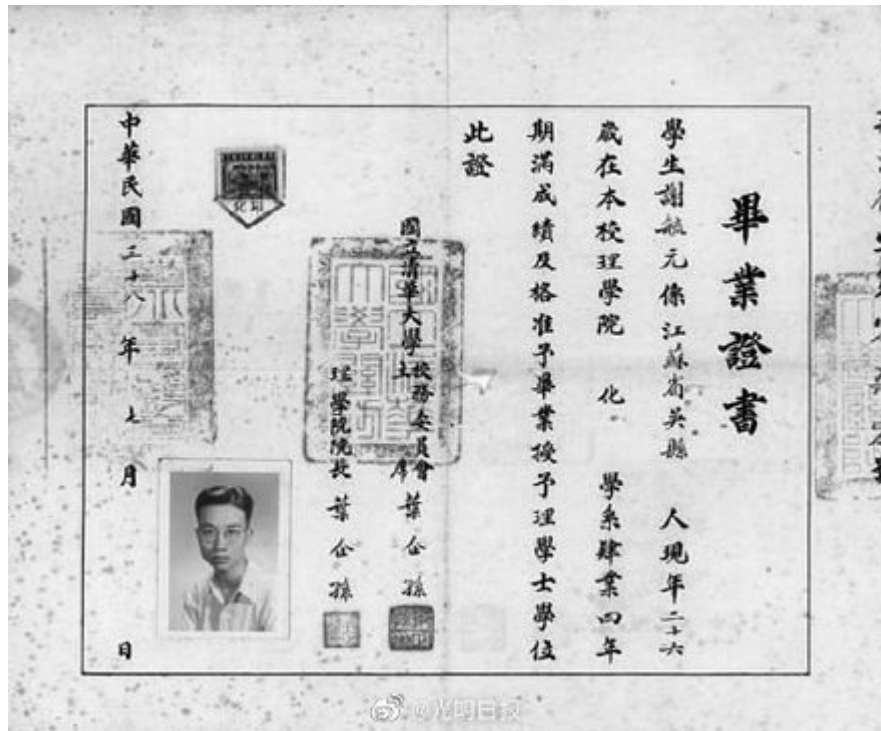 畢業證書
學生謝毓元係江蘇省吳縣 人現年二十六
歲在本校理學院 化 學系肄業四年
期滿成績及格准予畢業授予理學士學位
此證
國立清華大學校務委員會主席 葉企孫
理學院院長 葉企孫
中華民國三十八年 七月 日
@光明日报